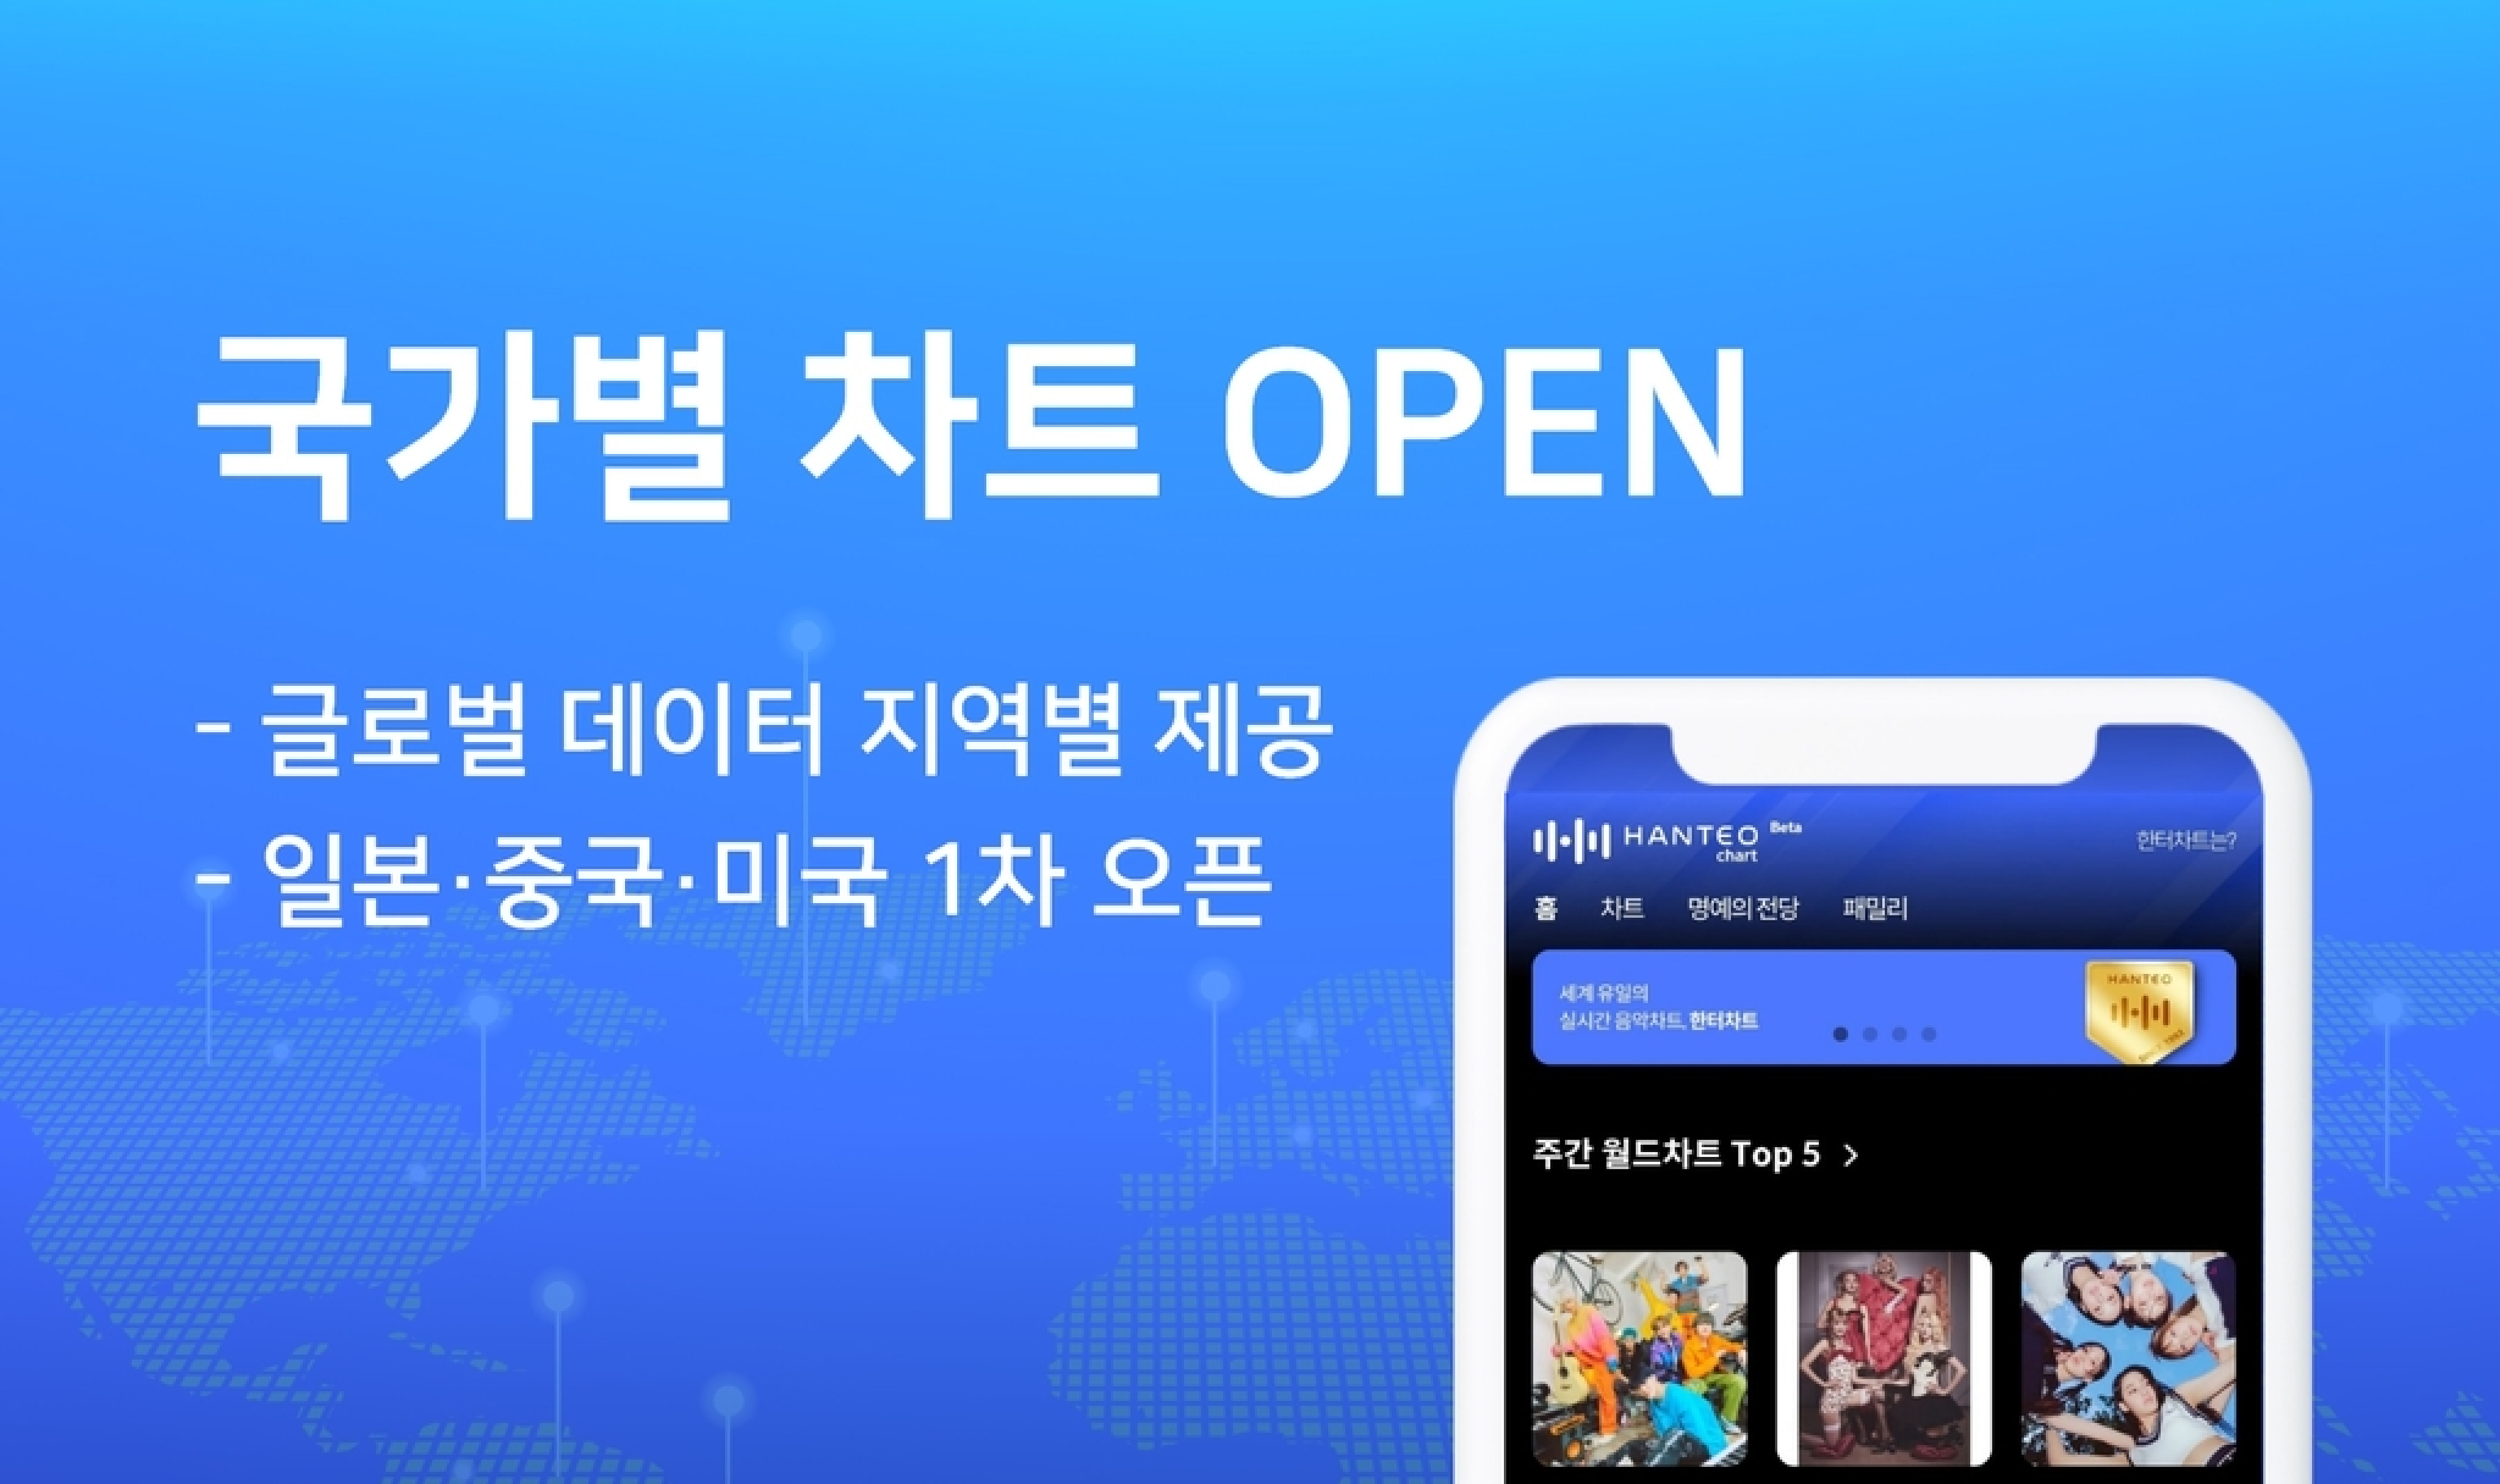 국가별 차트 OPEN
- 글로벌 데이터 지역별 제공
- 일본·중국·미국 1차 오픈
HANTEO Beta
chart
한터차트는?
홈 차트 명예의 전당 패밀리
세계 유일의
실시간 음악차트, 한터차트
HANTEO
SINCE 1992
주간 월드차트 Top 5 >